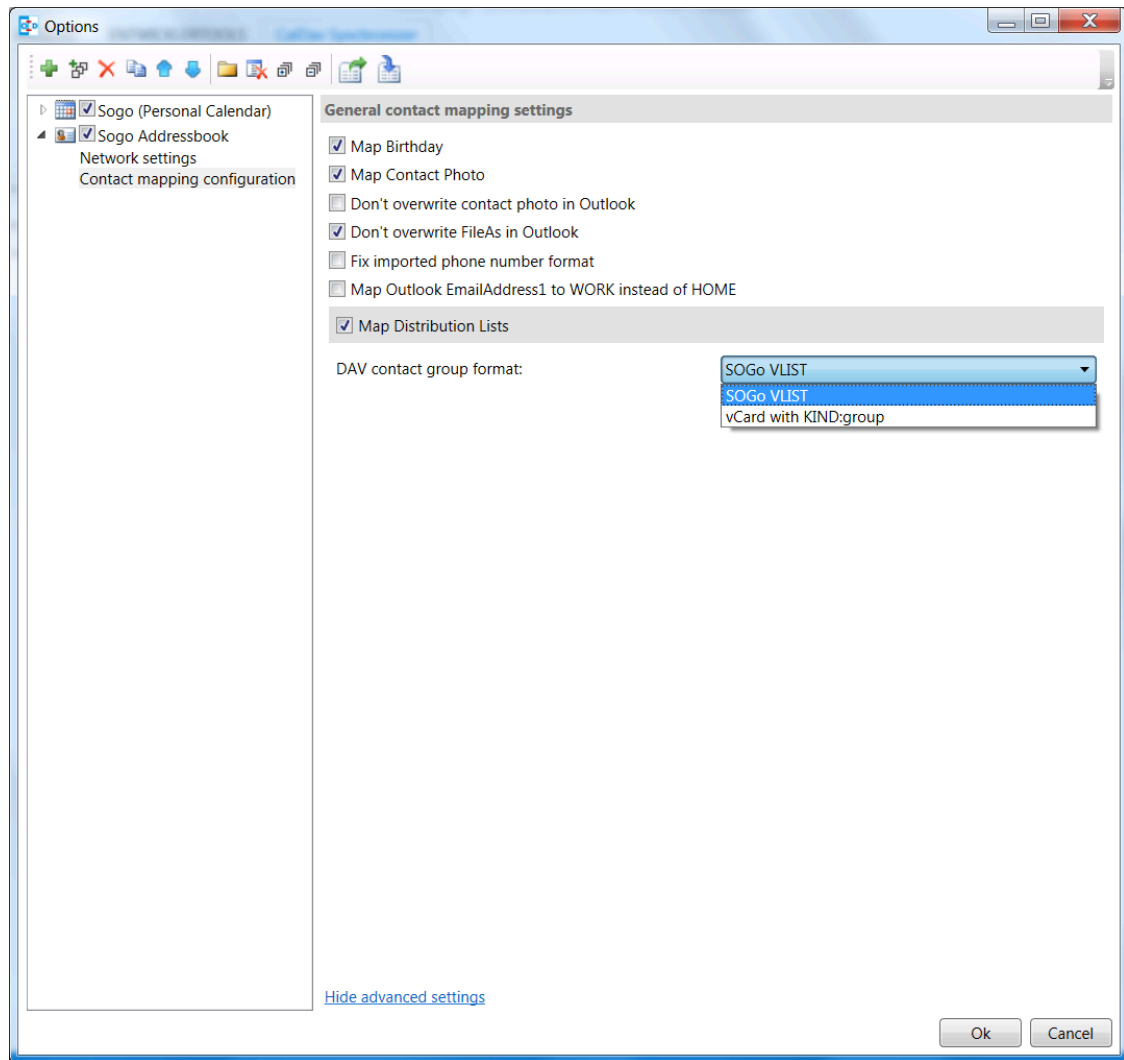 Options
Sogo (Personal Calendar)
Sogo Addressbook
Network settings
Contact mapping configuration
General contact mapping settings
Map Birthday
Map Contact Photo
Don't overwrite contact photo in Outlook
Don't overwrite FileAs in Outlook
Fix imported phone number format
Map Outlook EmailAddress1 to WORK instead of HOME
Map Distribution Lists
DAV contact group format:
SOGo VLIST
SOGo VLIST
vCard with KIND:group
Hide advanced settings
Ok
Cancel